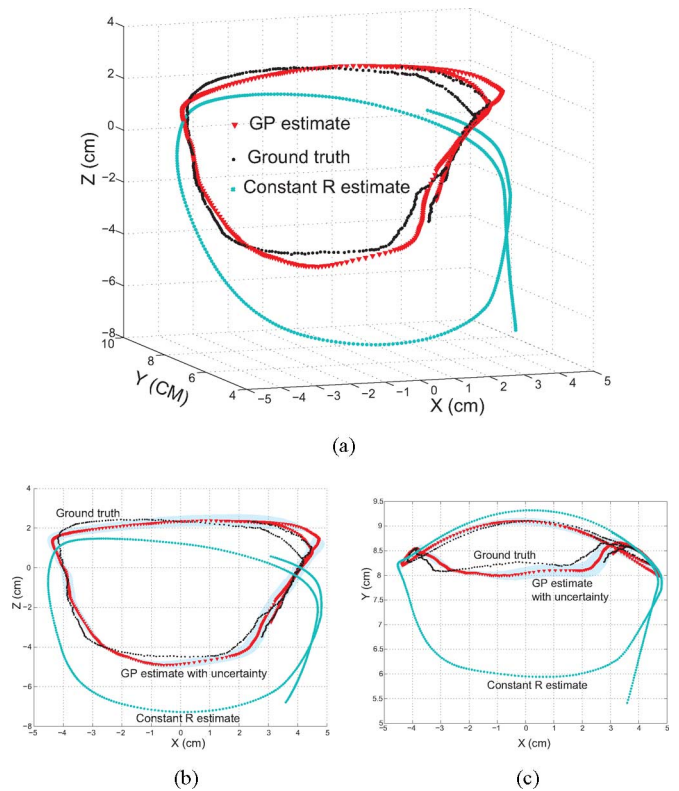 4
2
0
−2
−4
−6
−8
Z (cm)
GP estimate
Ground truth
Constant R estimate
10
8
6
4
Y (CM)
−5 −4 −3 −2 −1 0 1 2 3 4 5
X (cm)
(a)
4
2
0
−2
−4
−6
−8
Z (cm)
Ground truth
GP estimate with uncertainty
Constant R estimate
−5 −4 −3 −2 −1 0 1 2 3 4 5
X (cm)
(b)
9.5
9
8.5
8
7.5
7
6.5
6
5.5
5
Y (cm)
Ground truth
GP estimate
with uncertainty
Constant R estimate
−5 −4 −3 −2 −1 0 1 2 3 4 5
X (cm)
(c)